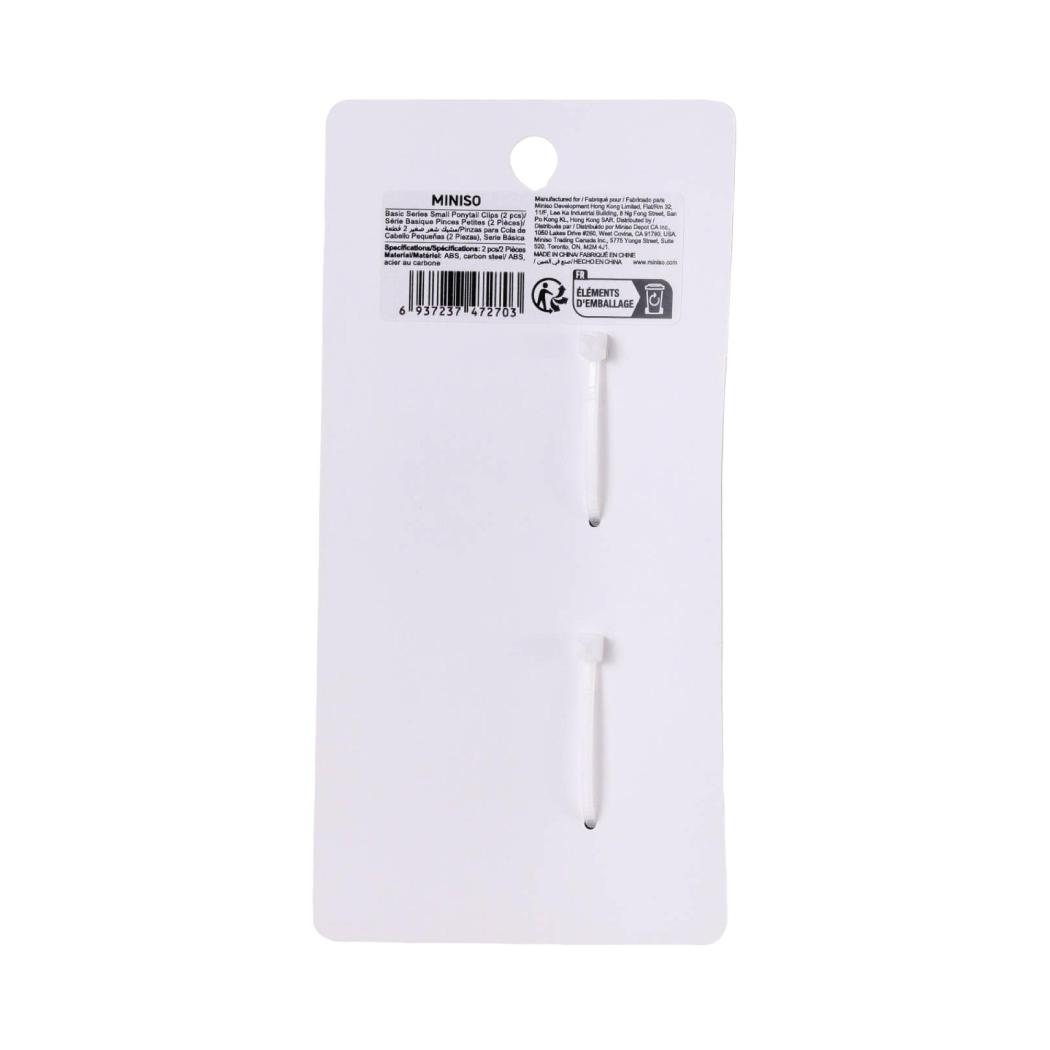 MINISO
Basic Series Small Ponytail Clips (2 pcs)/
Série Basique Pinces Petites (2 Pièces)/
مشبك شعر صغير 2 قطعة/Pinzas para Cola de
Cabello Pequeñas (2 Piezas), Serie Básica
Specifications/Spécifications: 2 pcs/2 Pièces
Material/Matériel: ABS, carbon steel/ ABS,
acier au carbone
6 937237 472703
Manufactured for / Fabriqué pour / Fabricado para
Miniso Development Hong Kong Limited, Flat/Rm 32,
11/F, Lee Ka Industrial Building, 8 Ng Fong Street, San
Po Kong KL, Hong Kong SAR. Distributed by /
Distribuée par / Distribuido por Miniso Depot CA Inc.,
1050 Lakes Drive #260, West Covina, CA 91790, USA.
Miniso Trading Canada Inc., 5775 Yonge Street, Suite
520, Toronto, ON, M2M 4J1.
MADE IN CHINA/ FABRIQUÉ EN CHINE
/ صنع في الصين/HECHO EN CHINA www.miniso.com
FR
ÉLÉMENTS
D'EMBALLAGE